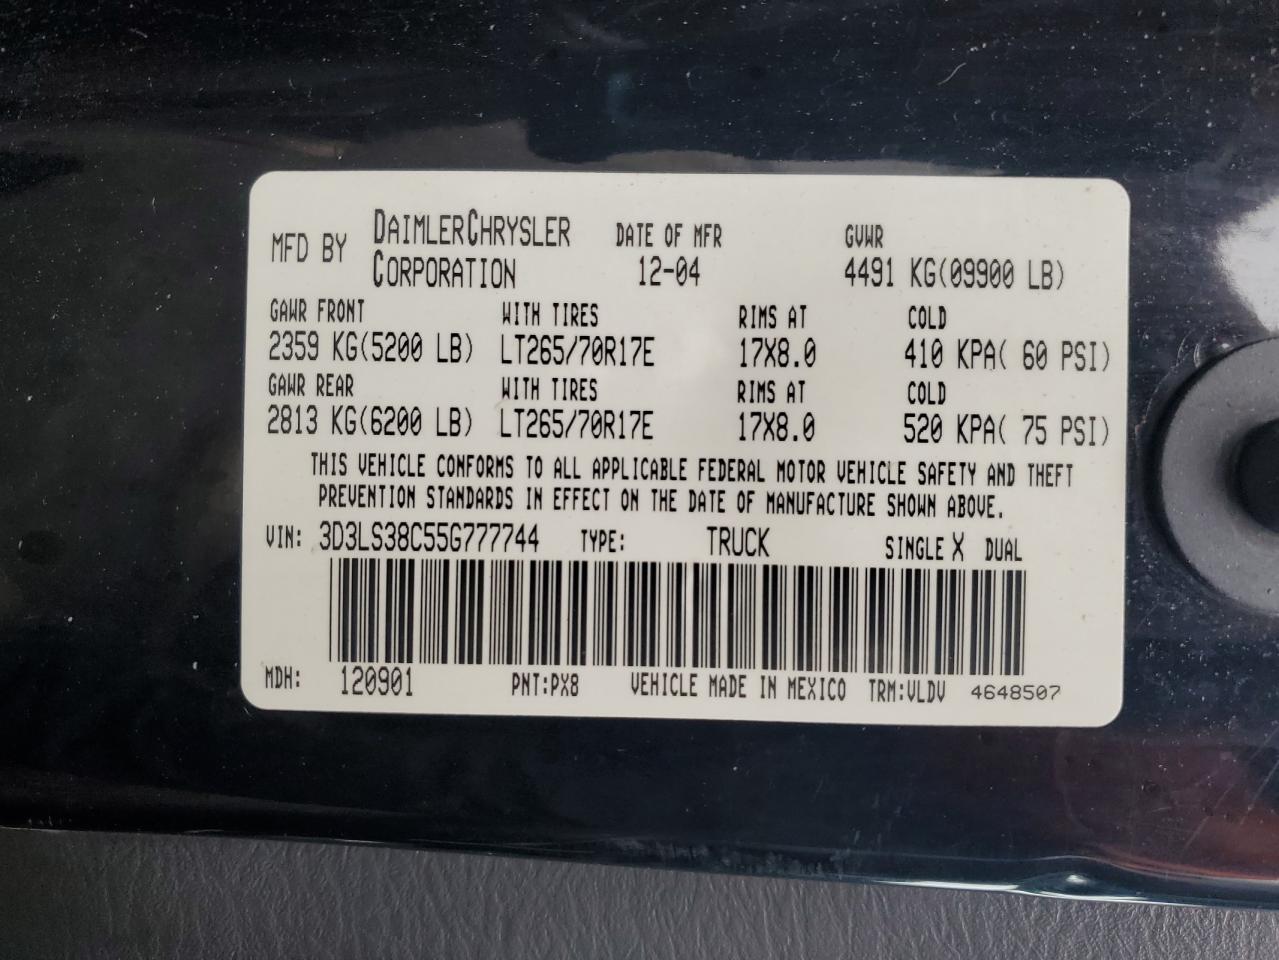 MFD BY DAIMLERCHRYSLER CORPORATION DATE OF MFR 12-04 GVWR 4491 KG(09900 LB)
GAWR FRONT WITH TIRES RIMS AT COLD
2359 KG(5200 LB) LT265/70R17E 17X8.0 410 KPA( 60 PSI)
GAWR REAR WITH TIRES RIMS AT COLD
2813 KG(6200 LB) LT265/70R17E 17X8.0 520 KPA( 75 PSI)
THIS VEHICLE CONFORMS TO ALL APPLICABLE FEDERAL MOTOR VEHICLE SAFETY AND THEFT
PREVENTION STANDARDS IN EFFECT ON THE DATE OF MANUFACTURE SHOWN ABOVE.
VIN: 3D3LS38C55G777744 TYPE: TRUCK SINGLE X DUAL
MDH: 120901 PNT:PX8 VEHICLE MADE IN MEXICO TRM:VLDV 4648507